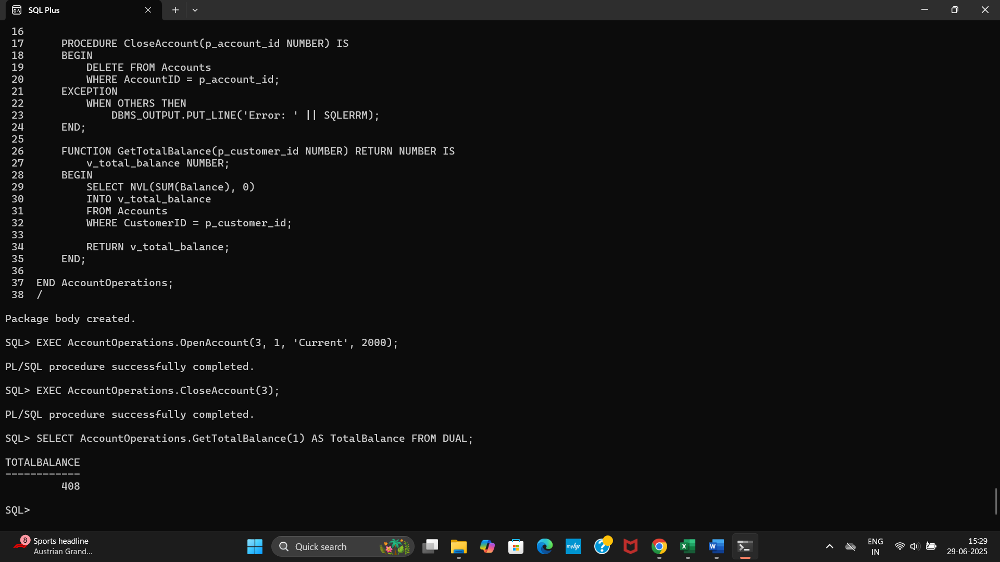 SQL Plus
16
17      PROCEDURE CloseAccount(p_account_id NUMBER) IS
18      BEGIN
19          DELETE FROM Accounts
20          WHERE AccountID = p_account_id;
21      EXCEPTION
22          WHEN OTHERS THEN
23              DBMS_OUTPUT.PUT_LINE('Error: ' || SQLERRM);
24      END;
25
26      FUNCTION GetTotalBalance(p_customer_id NUMBER) RETURN NUMBER IS
27          v_total_balance NUMBER;
28      BEGIN
29          SELECT NVL(SUM(Balance), 0)
30          INTO v_total_balance
31          FROM Accounts
32          WHERE CustomerID = p_customer_id;
33
34          RETURN v_total_balance;
35      END;
36
37  END AccountOperations;
38  /
Package body created.
SQL> EXEC AccountOperations.OpenAccount(3, 1, 'Current', 2000);
PL/SQL procedure successfully completed.
SQL> EXEC AccountOperations.CloseAccount(3);
PL/SQL procedure successfully completed.
SQL> SELECT AccountOperations.GetTotalBalance(1) AS TotalBalance FROM DUAL;
TOTALBALANCE
------------
         408
SQL>
8
Sports headline
Austrian Grand...
Quick search
myhp
ENG
IN
15:29
29-06-2025